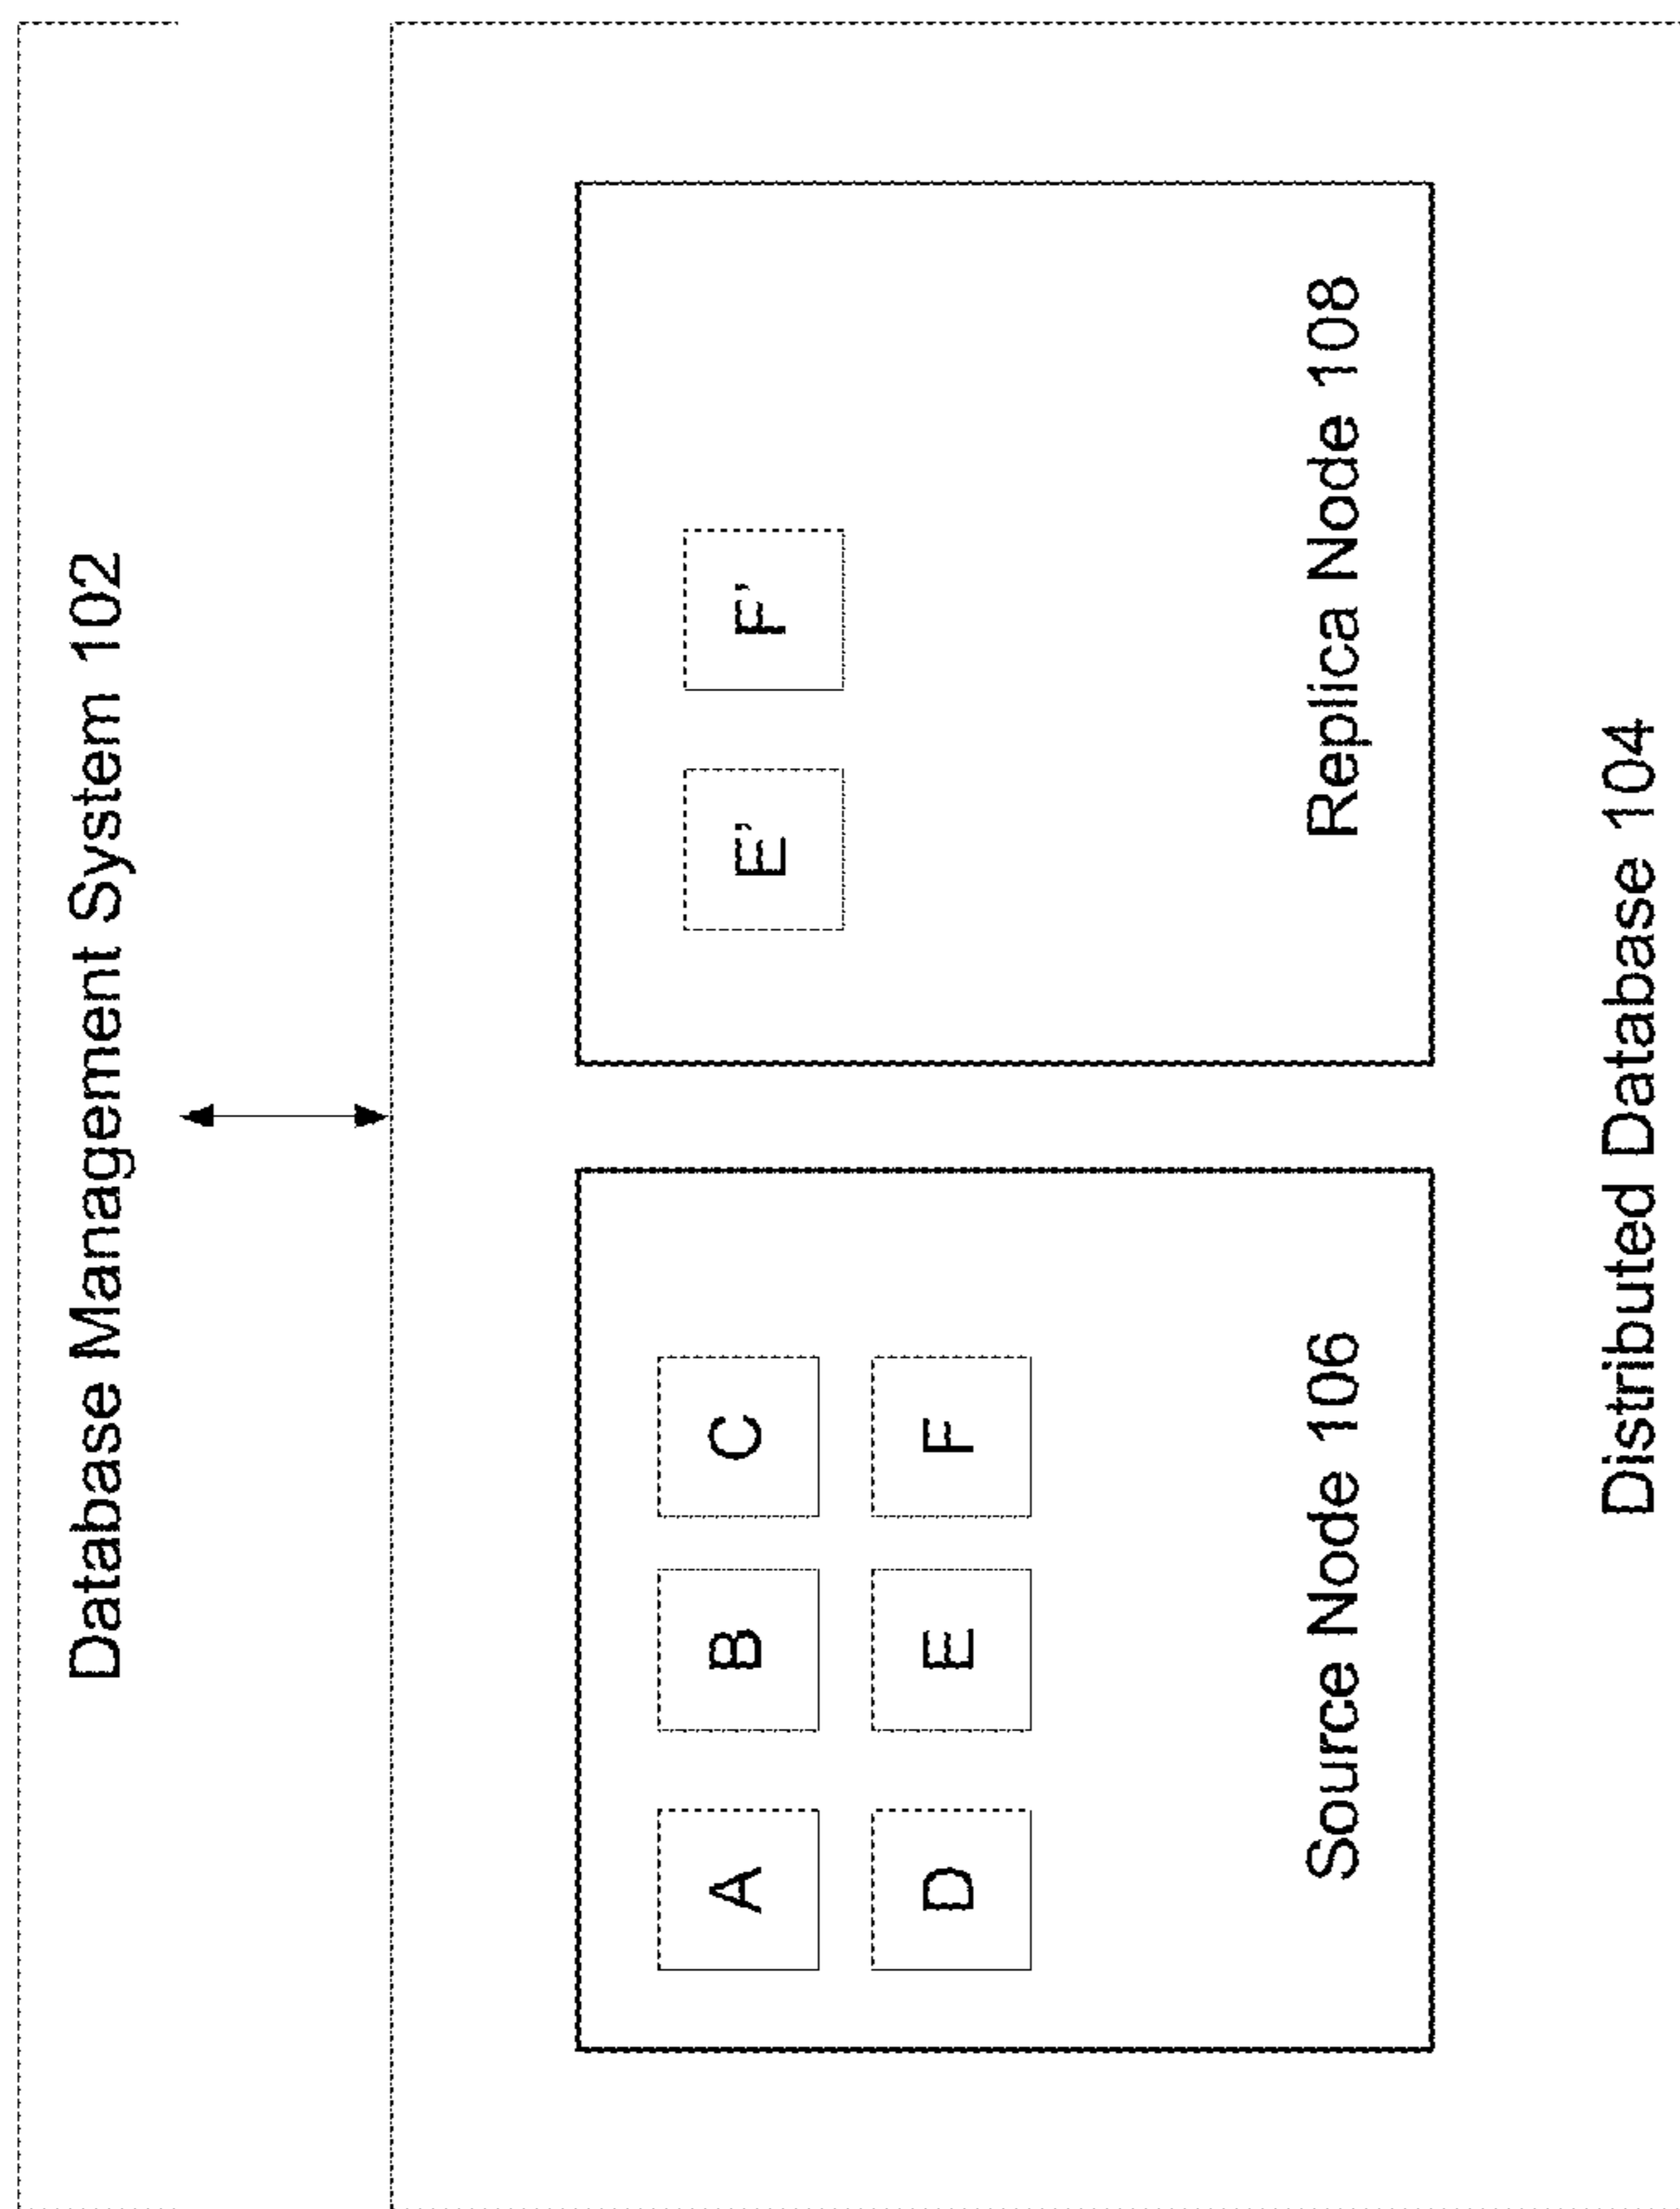 Database Management System 102
A B C
D E F
Source Node 106
E' F'
Replica Node 108
Distributed Database 104